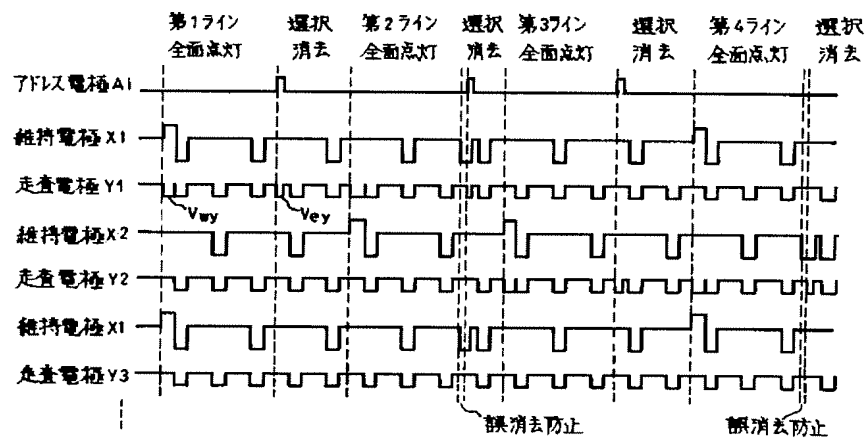 第1ライン 選択 第2ライン 選択 第3ライン 選択 第4ライン 選択
全面点灯 消去 全面点灯 消去 全面点灯 消去 全面点灯 消去
アドレス電極A1
維持電極X1
走査電極Y1
Vwy Vey
維持電極X2
走査電極Y2
維持電極X1
走査電極Y3
誤消去防止 誤消去防止